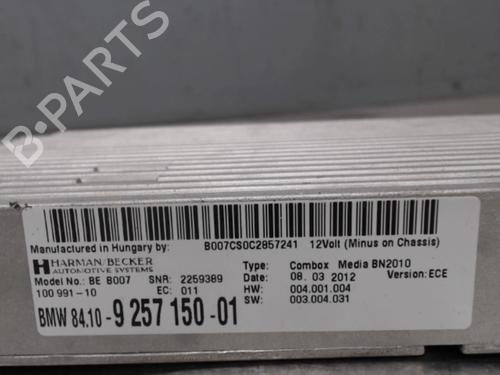 B-PARTS
Manufactured in Hungary by: B007CS0C2857241 12Volt (Minus on Chassis)
HARMAN/BECKER
AUTOMOTIVE SYSTEMS
Type: Combox Media BN2010
Model No.: BE B007 SNR: 2259389 Date: 08. 03 2012 Version: ECE
100 991-10 EC: 011 HW: 004.001.004
SW: 003.004.031
BMW 84.10 - 9 257 150 - 01